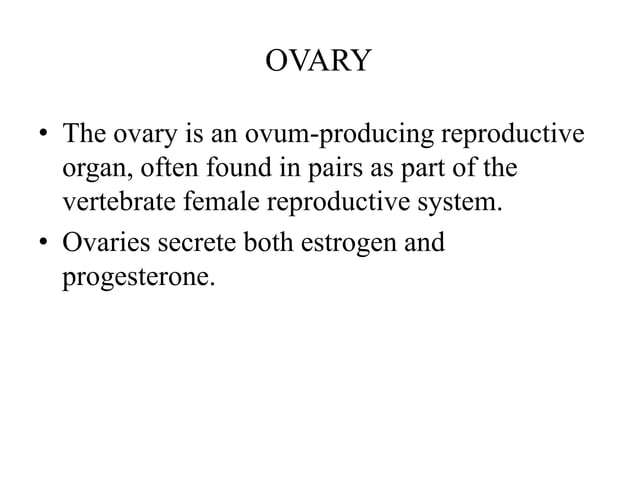 OVARY
• The ovary is an ovum-producing reproductive
organ, often found in pairs as part of the
vertebrate female reproductive system.
• Ovaries secrete both estrogen and
progesterone.